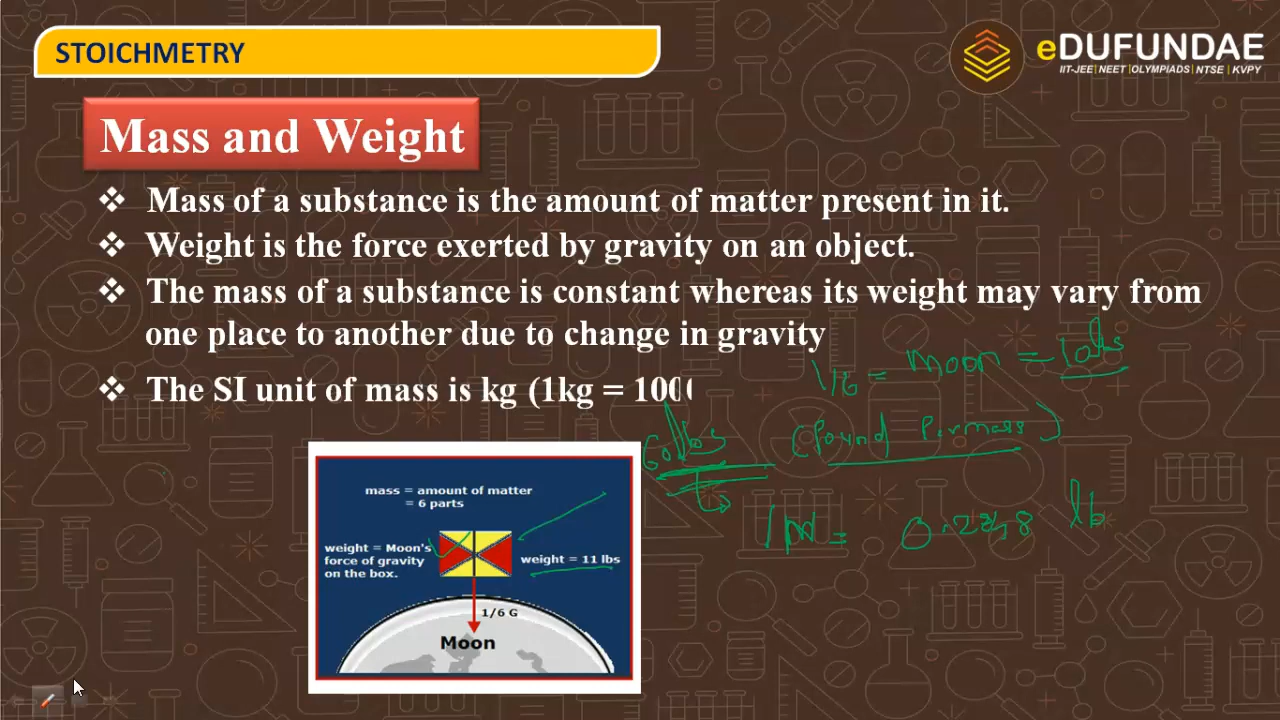 STOICHMETRY
eDUFUNDAE
IIT-JEE| NEET |OLYMPIADS| NTSE | KVPY
Mass and Weight
❖ Mass of a substance is the amount of matter present in it.
❖ Weight is the force exerted by gravity on an object.
❖ The mass of a substance is constant whereas its weight may vary from
one place to another due to change in gravity
❖ The SI unit of mass is kg (1kg = 100
moon = 10lbs
60lbs (Pound Per mass)
lb
mass = amount of matter
= 6 parts
weight = Moon's
force of gravity
on the box.
weight = 11 lbs
1/6 G
Moon